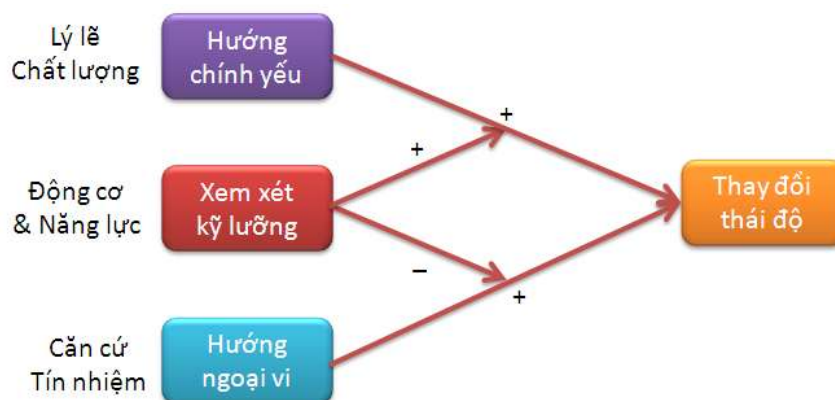 Lý lẽ
Chất lượng
Hướng
chính yếu
+
+
Động cơ
& Năng lực
Xem xét
kỹ lưỡng
Thay đổi
thái độ
–
+
Căn cứ
Tín nhiệm
Hướng
ngoại vi